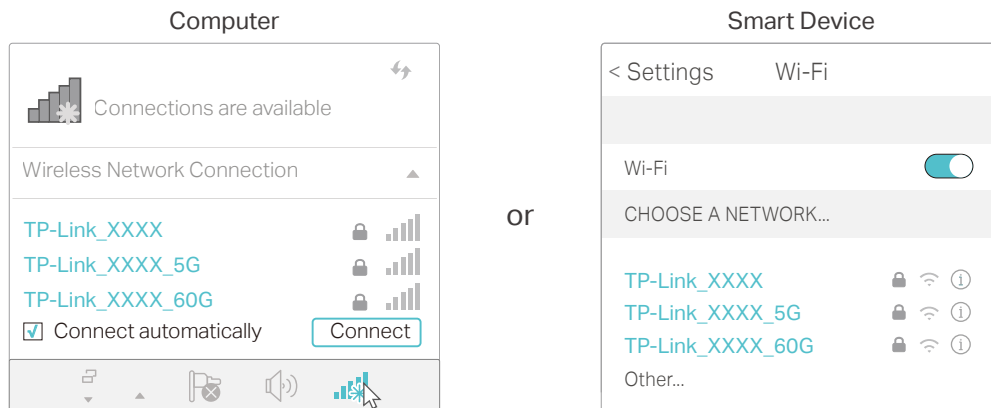 Computer
Connections are available
Wireless Network Connection
TP-Link_XXXX
TP-Link_XXXX_5G
TP-Link_XXXX_60G
Connect automatically
Connect
or
Smart Device
< Settings
Wi-Fi
Wi-Fi
CHOOSE A NETWORK...
TP-Link_XXXX
TP-Link_XXXX_5G
TP-Link_XXXX_60G
Other...